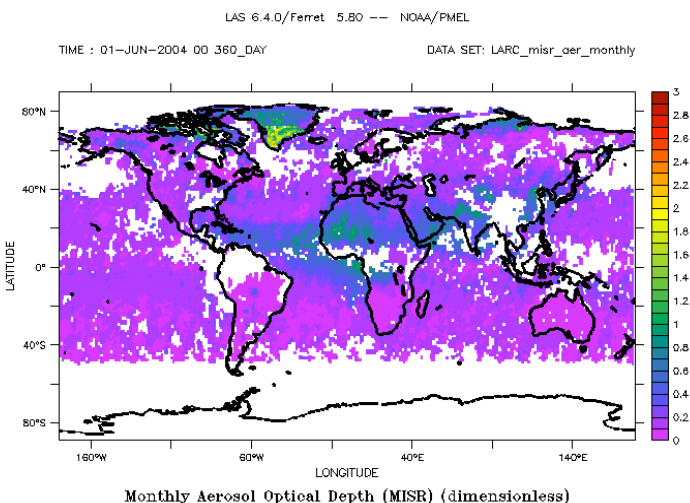 LAS 6.4.0/Ferret 5.80 -- NOAA/PMEL
TIME : 01-JUN-2004 00 360_DAY
DATA SET: LARC_misr_aer_monthly
80°N
40°N
0°
40°S
80°S
LATITUDE
160°W
60°W
40°E
140°E
LONGITUDE
3
2.8
2.6
2.4
2.2
2
1.8
1.6
1.4
1.2
1
0.8
0.6
0.4
0.2
0
Monthly Aerosol Optical Depth (MISR) (dimensionless)